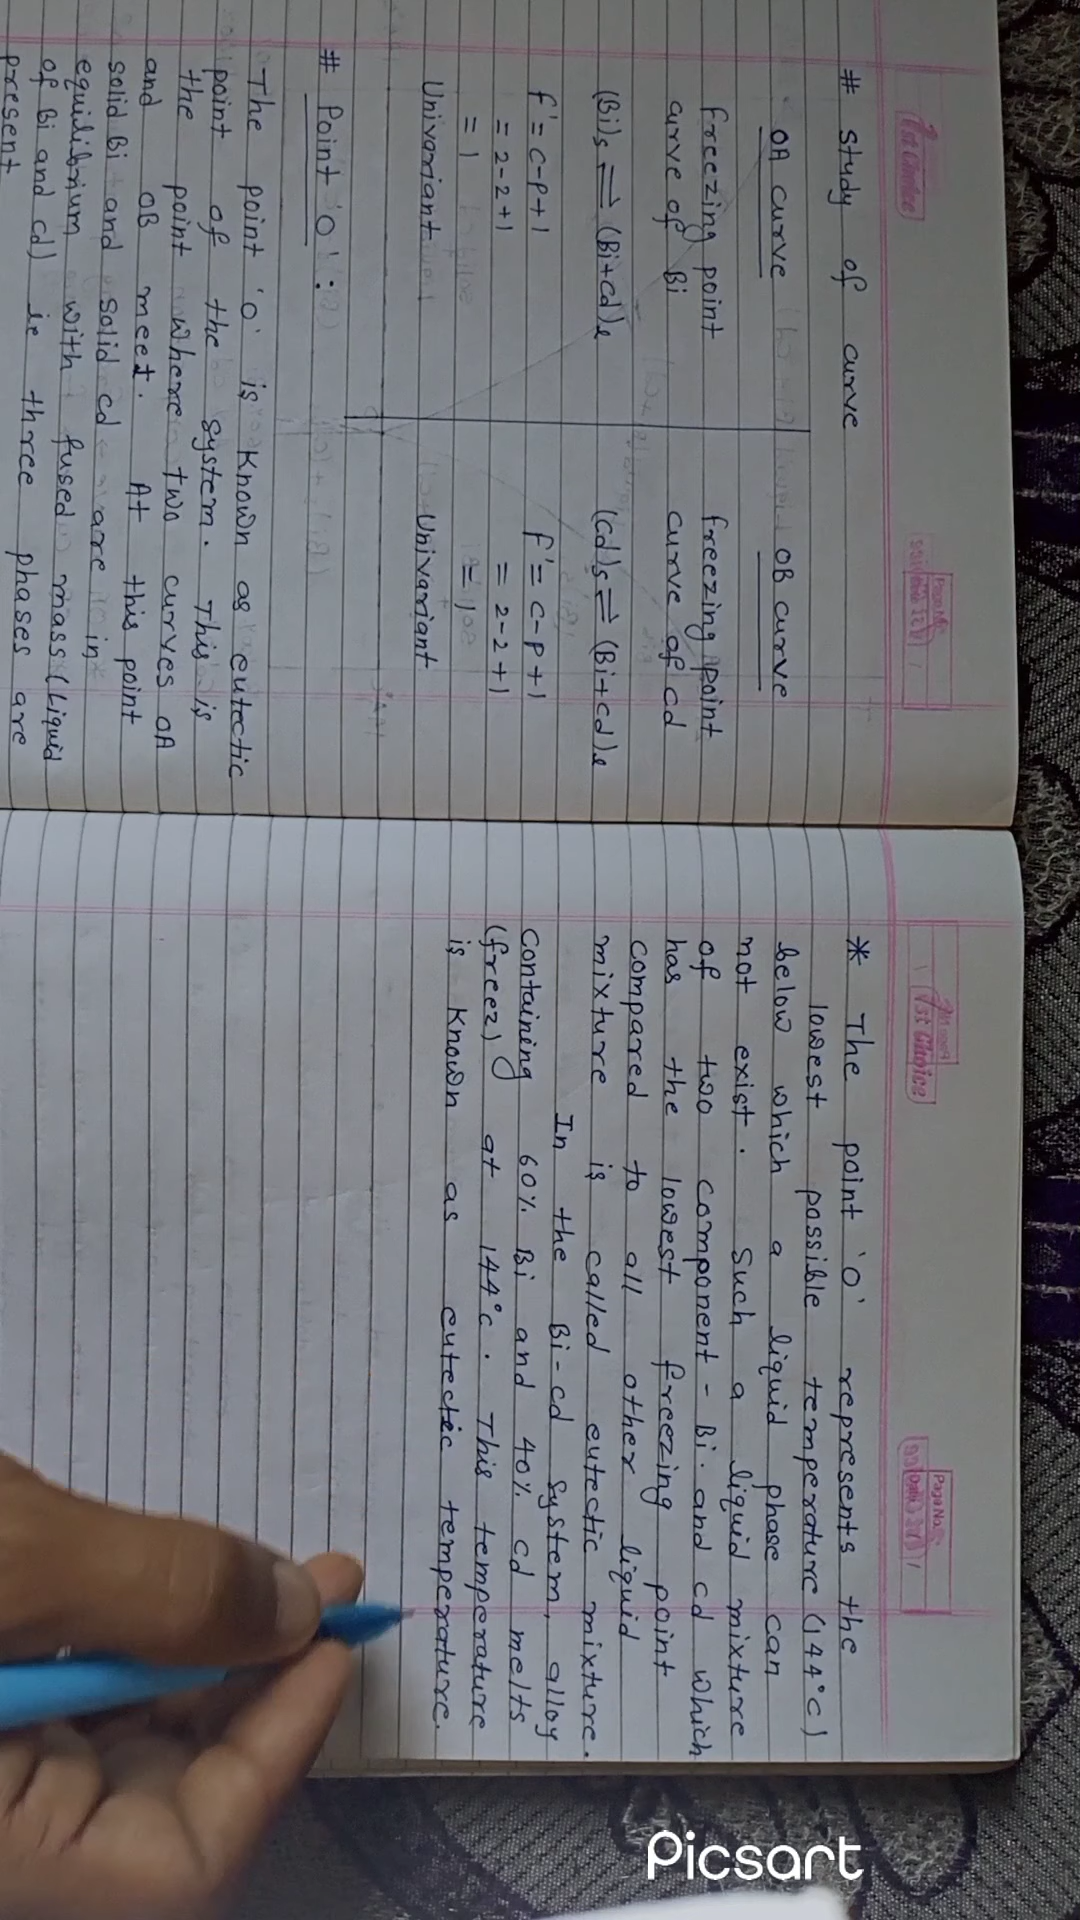 1st Choice
# study of curve
OA curve
freezing point
curve of Bi
(Bi)s ⇌ (Bi+cd)l
f' = c-p+1
= 2-2+1
= 1
Univariant
OB curve
freezing point
curve of cd
(cd)s ⇌ (Bi+cd)l
f' = c-p+1
= 2-2+1
= 1
Univariant
# Point 'O' :
The point 'O' is known as eutectic
point of the system. This is
the point where two curves OA
and OB meet. At this point
solid Bi and solid cd are in
equilibrium with fused mass (Liquid
of Bi and cd) ie three phases are
present
1st Choice
Page No.
* The point 'O' represents the
lowest possible temperature (144°C)
below which a liquid phase can
not exist. Such a liquid mixture
of two component - Bi and cd which
has the lowest freezing point
compared to all other liquid
mixture is called eutectic mixture.
In the Bi-cd system, alloy
containing 60% Bi and 40% cd melts
(freez) at 144°c. This temperature
is known as eutectic temperature.
Picsart